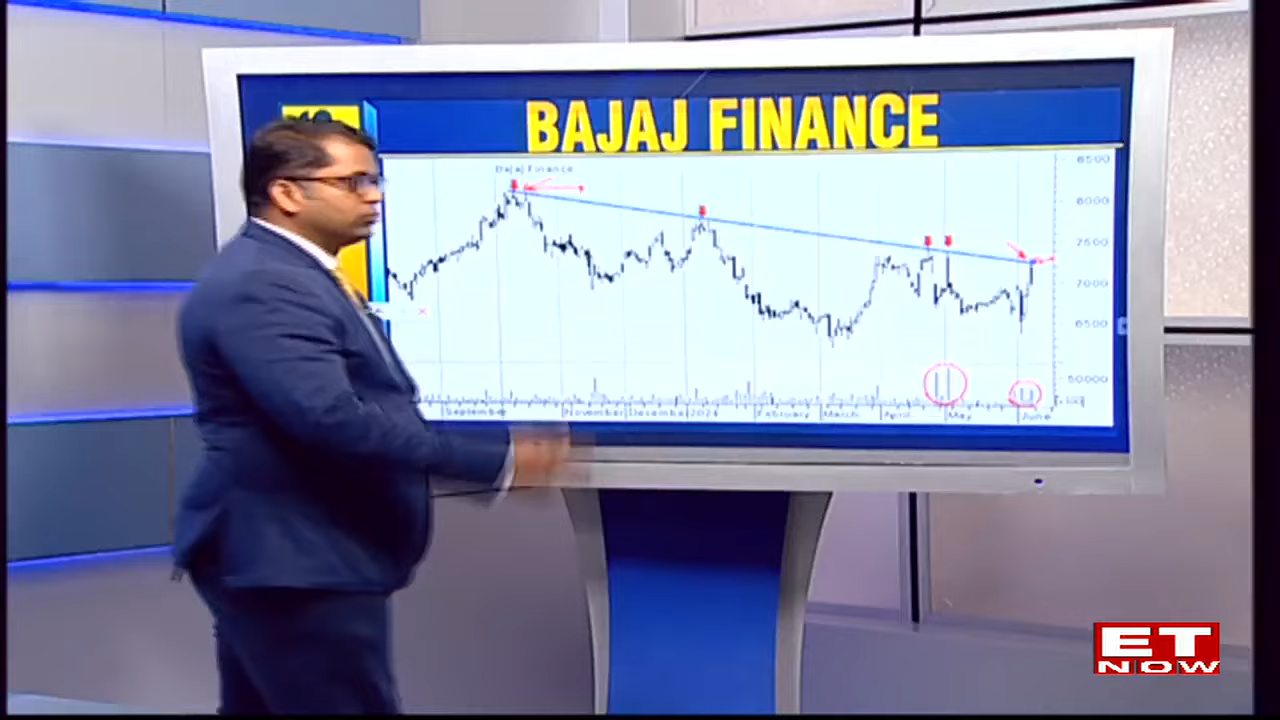 BAJAJ FINANCE
Bajaj Finance
8500
8000
7500
7000
6500
50000
September
November
December
2024
February
March
April
May
June
ET
NOW